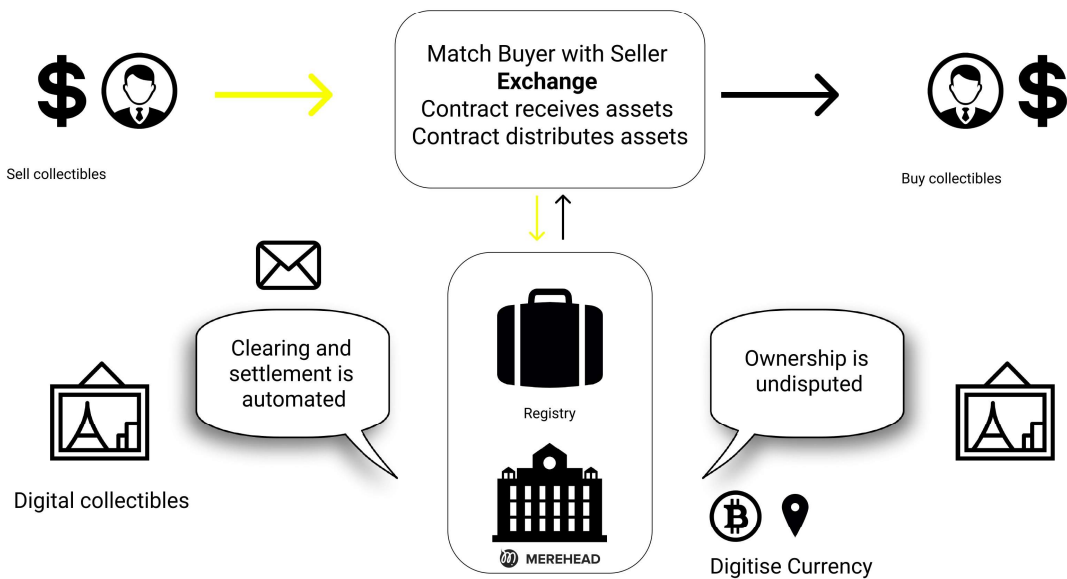 Match Buyer with Seller
Exchange
Contract receives assets
Contract distributes assets
Sell collectibles
Buy collectibles
Clearing and
settlement is
automated
Ownership is
undisputed
Registry
Digital collectibles
MEREHEAD
Digitise Currency